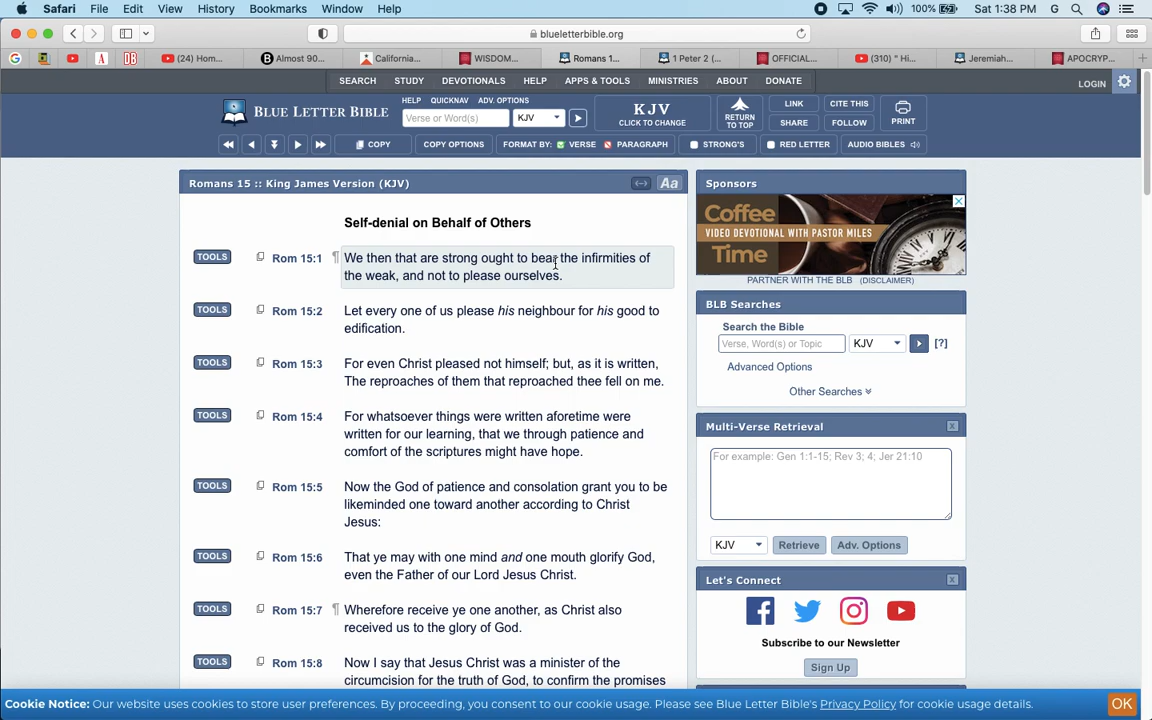 Safari File Edit View History Bookmarks Window Help 100% Sat 1:38 PM G
blueletterbible.org
(24) Hom... Almost 90... California... WISDOM... Romans 1... 1 Peter 2 (... OFFICIAL... (310) " Hi... Jeremiah... APOCRYP...
SEARCH STUDY DEVOTIONALS HELP APPS & TOOLS MINISTRIES ABOUT DONATE LOGIN
BLUE LETTER BIBLE
HELP QUICKNAV ADV. OPTIONS
Verse or Word(s) KJV
KJV
CLICK TO CHANGE
RETURN
TO TOP
LINK CITE THIS
SHARE FOLLOW
PRINT
COPY COPY OPTIONS FORMAT BY: VERSE PARAGRAPH STRONG'S RED LETTER AUDIO BIBLES
Romans 15 :: King James Version (KJV) Aa
Self-denial on Behalf of Others
TOOLS Rom 15:1 ¶ We then that are strong ought to bear the infirmities of
the weak, and not to please ourselves.
TOOLS Rom 15:2 Let every one of us please his neighbour for his good to
edification.
TOOLS Rom 15:3 For even Christ pleased not himself; but, as it is written,
The reproaches of them that reproached thee fell on me.
TOOLS Rom 15:4 For whatsoever things were written aforetime were
written for our learning, that we through patience and
comfort of the scriptures might have hope.
TOOLS Rom 15:5 Now the God of patience and consolation grant you to be
likeminded one toward another according to Christ
Jesus:
TOOLS Rom 15:6 That ye may with one mind and one mouth glorify God,
even the Father of our Lord Jesus Christ.
TOOLS Rom 15:7 ¶ Wherefore receive ye one another, as Christ also
received us to the glory of God.
TOOLS Rom 15:8 Now I say that Jesus Christ was a minister of the
circumcision for the truth of God, to confirm the promises
Sponsors
Coffee
VIDEO DEVOTIONAL WITH PASTOR MILES
Time
PARTNER WITH THE BLB (DISCLAIMER)
BLB Searches
Search the Bible
Verse, Word(s) or Topic KJV [?]
Advanced Options
Other Searches
Multi-Verse Retrieval
For example: Gen 1:1-15; Rev 3; 4; Jer 21:10
KJV Retrieve Adv. Options
Let's Connect
Subscribe to our Newsletter
Sign Up
Cookie Notice: Our website uses cookies to store user preferences. By proceeding, you consent to our cookie usage. Please see Blue Letter Bible's Privacy Policy for cookie usage details. OK